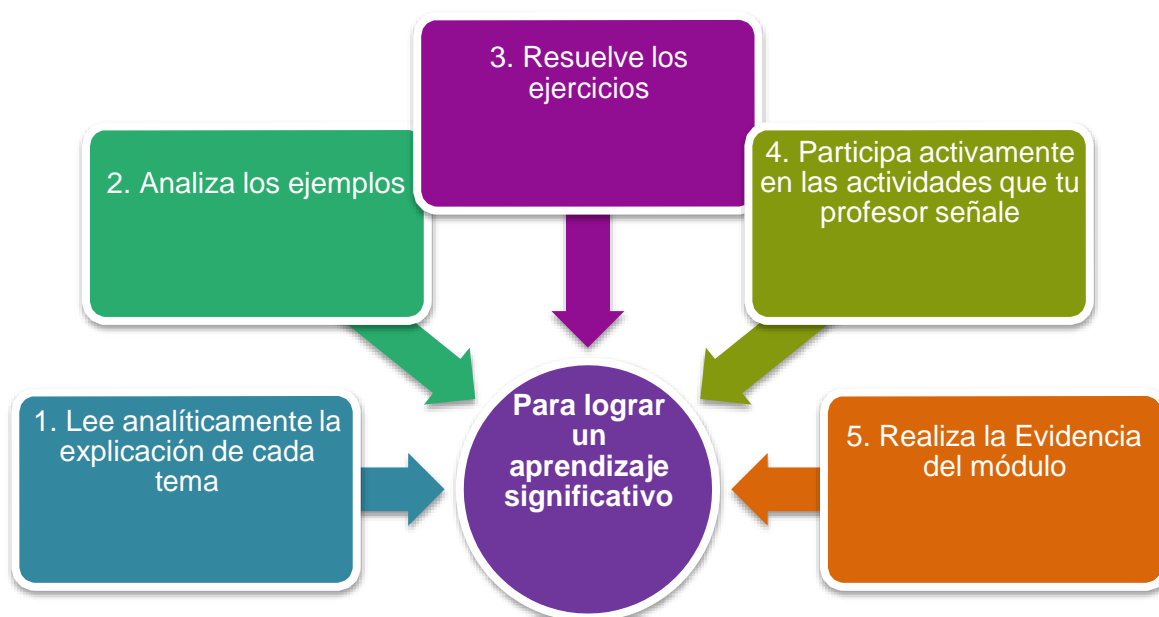 1. Lee analíticamente la
explicación de cada
tema
2. Analiza los ejemplos
3. Resuelve los
ejercicios
4. Participa activamente
en las actividades que tu
profesor señale
5. Realiza la Evidencia
del módulo
Para lograr
un
aprendizaje
significativo